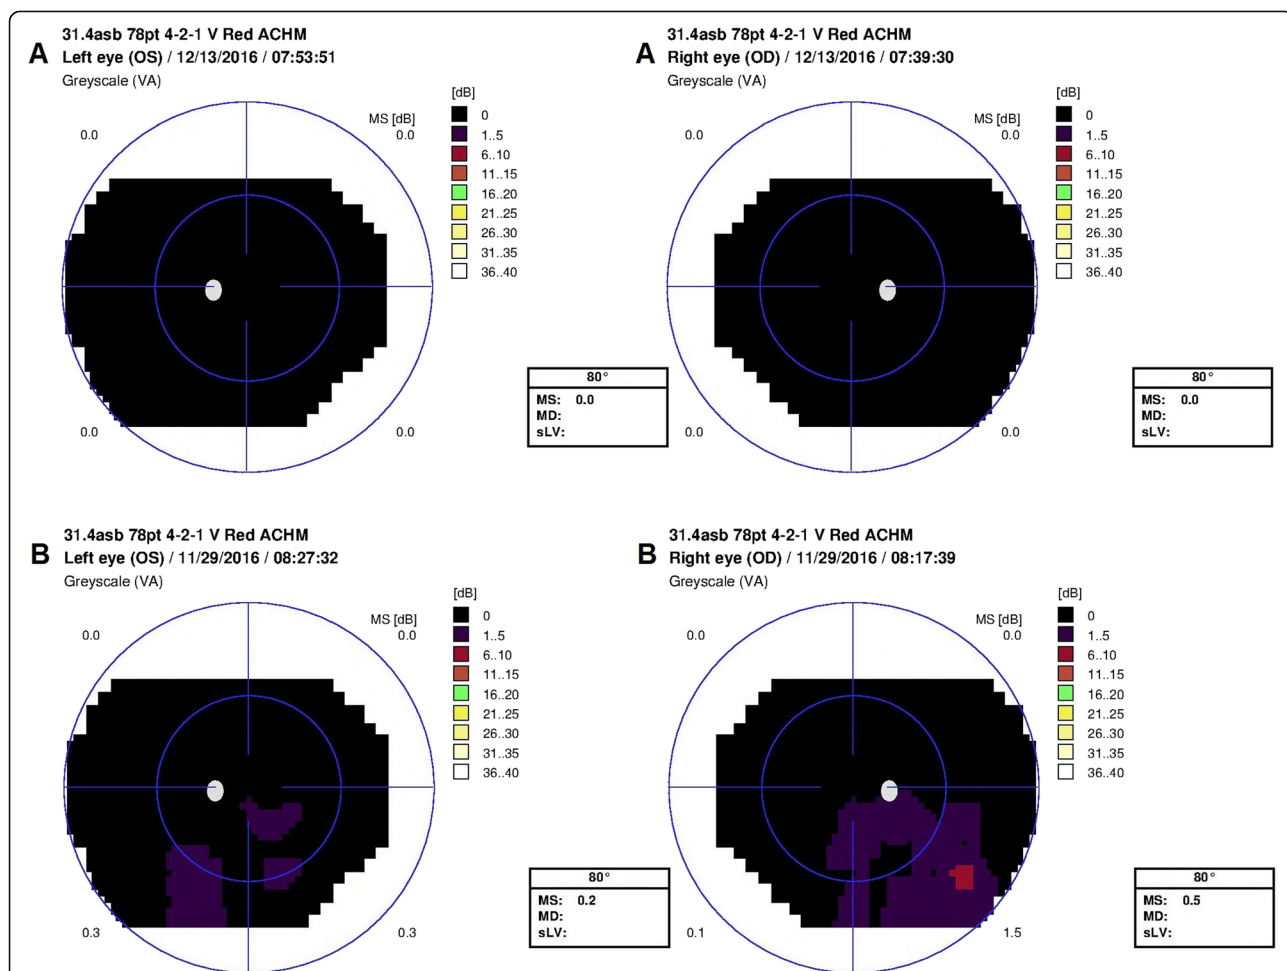 A
31.4asb 78pt 4-2-1 V Red ACHM
Left eye (OS) / 12/13/2016 / 07:53:51
Greyscale (VA)
[dB]
0
1..5
6..10
11..15
16..20
21..25
26..30
31..35
36..40
MS [dB]
0.0
0.0
0.0
0.0
80°
MS: 0.0
MD:
sLV:
A
31.4asb 78pt 4-2-1 V Red ACHM
Right eye (OD) / 12/13/2016 / 07:39:30
Greyscale (VA)
[dB]
0
1..5
6..10
11..15
16..20
21..25
26..30
31..35
36..40
MS [dB]
0.0
0.0
0.0
0.0
80°
MS: 0.0
MD:
sLV:
B
31.4asb 78pt 4-2-1 V Red ACHM
Left eye (OS) / 11/29/2016 / 08:27:32
Greyscale (VA)
[dB]
0
1..5
6..10
11..15
16..20
21..25
26..30
31..35
36..40
MS [dB]
0.0
0.0
0.3
0.3
80°
MS: 0.2
MD:
sLV:
B
31.4asb 78pt 4-2-1 V Red ACHM
Right eye (OD) / 11/29/2016 / 08:17:39
Greyscale (VA)
[dB]
0
1..5
6..10
11..15
16..20
21..25
26..30
31..35
36..40
MS [dB]
0.0
0.0
0.1
1.5
80°
MS: 0.5
MD:
sLV: